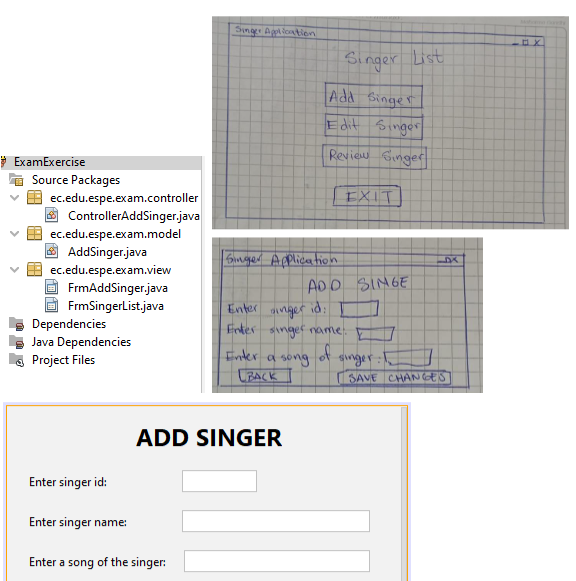 Singer Application
Singer List
Add Singer
Edit Singer
Review Singer
EXIT
ExamExercise
Source Packages
ec.edu.espe.exam.controller
ControllerAddSinger.java
ec.edu.espe.exam.model
AddSinger.java
ec.edu.espe.exam.view
FrmAddSinger.java
FrmSingerList.java
Dependencies
Java Dependencies
Project Files
Singer Application
ADD SINGE
Enter singer id:
Enter singer name:
Enter a song of singer:
BACK
SAVE CHANGES
ADD SINGER
Enter singer id:
Enter singer name:
Enter a song of the singer: